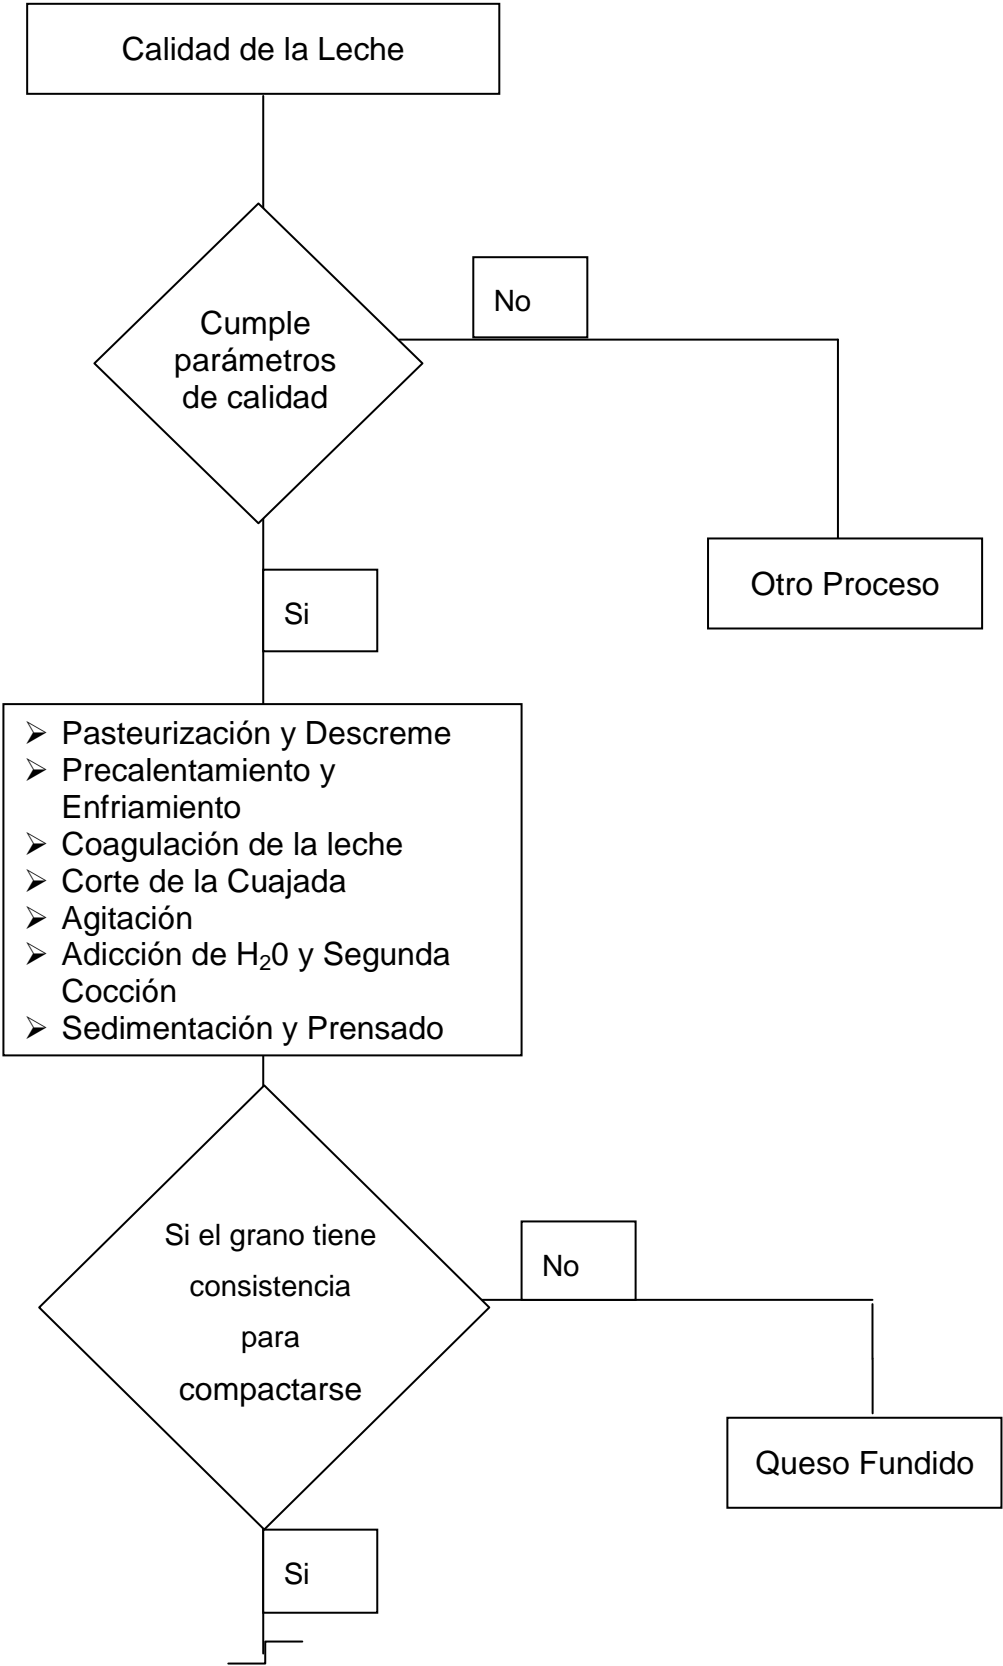 Calidad de la Leche
No
Cumple
parámetros
de calidad
Otro Proceso
Si
➢ Pasteurización y Descreme
➢ Precalentamiento y
Enfriamiento
➢ Coagulación de la leche
➢ Corte de la Cuajada
➢ Agitación
➢ Adicción de H₂0 y Segunda
Cocción
➢ Sedimentación y Prensado
Si el grano tiene
consistencia
para
compactarse
No
Queso Fundido
Si